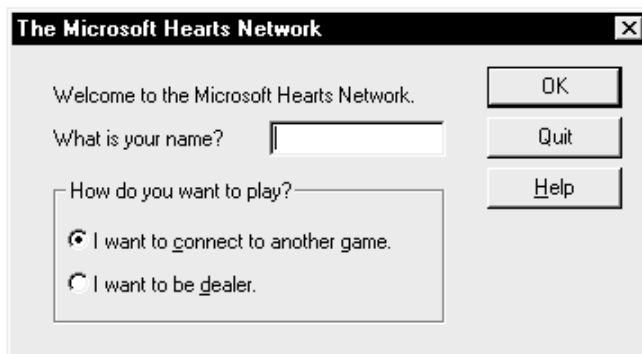 The Microsoft Hearts Network
Welcome to the Microsoft Hearts Network.
What is your name?
OK
Quit
Help
How do you want to play?
I want to connect to another game.
I want to be dealer.